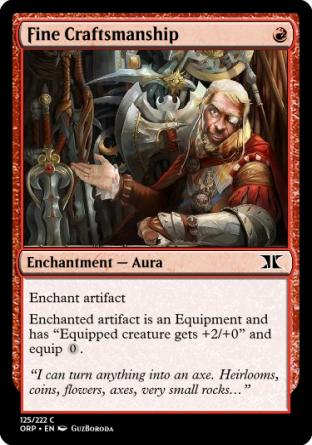 Fine Craftsmanship
Enchantment — Aura
Enchant artifact
Enchanted artifact is an Equipment and
has “Equipped creature gets +2/+0” and
equip 0.
“I can turn anything into an axe. Heirlooms,
coins, flowers, axes, very small rocks…”
125/222 C
ORP • EN GuzBoroda